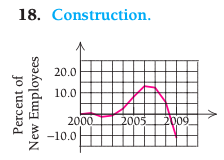 18. Construction.
Percent of
New Employees
20.0
10.0
2000 2005 2009
−10.0